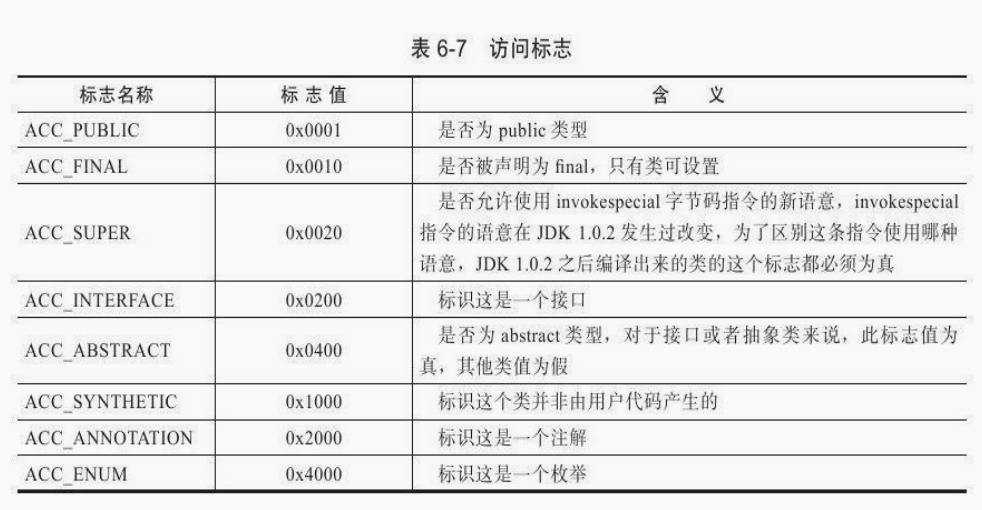 表 6-7 访问标志
标志名称 标 志 值 含 义
ACC_PUBLIC 0x0001 是否为 public 类型
ACC_FINAL 0x0010 是否被声明为 final，只有类可设置
是否允许使用 invokespecial 字节码指令的新语意，invokespecial
ACC_SUPER 0x0020 指令的语意在 JDK 1.0.2 发生过改变，为了区别这条指令使用哪种
语意，JDK 1.0.2 之后编译出来的类的这个标志都必须为真
ACC_INTERFACE 0x0200 标识这是一个接口
ACC_ABSTRACT 0x0400 是否为 abstract 类型，对于接口或者抽象类来说，此标志值为
真，其他类值为假
ACC_SYNTHETIC 0x1000 标识这个类并非由用户代码产生的
ACC_ANNOTATION 0x2000 标识这是一个注解
ACC_ENUM 0x4000 标识这是一个枚举